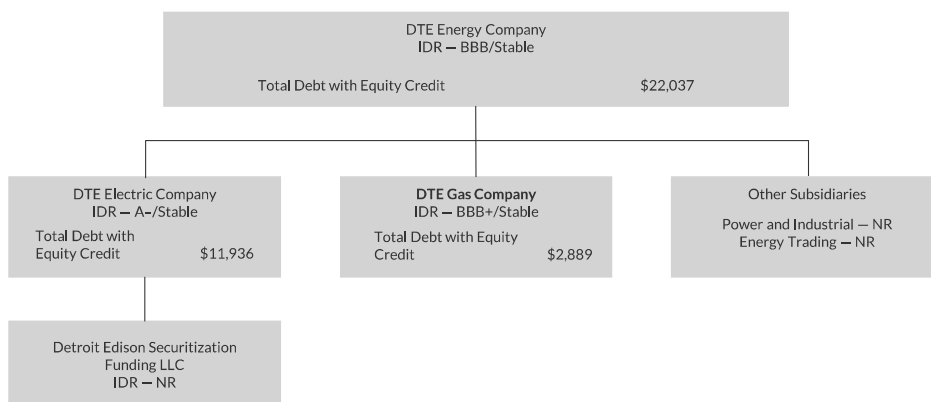 DTE Energy Company
IDR — BBB/Stable
Total Debt with Equity Credit $22,037
DTE Electric Company
IDR — A–/Stable
Total Debt with
Equity Credit $11,936
DTE Gas Company
IDR — BBB+/Stable
Total Debt with Equity
Credit $2,889
Other Subsidiaries
Power and Industrial — NR
Energy Trading — NR
Detroit Edison Securitization
Funding LLC
IDR — NR